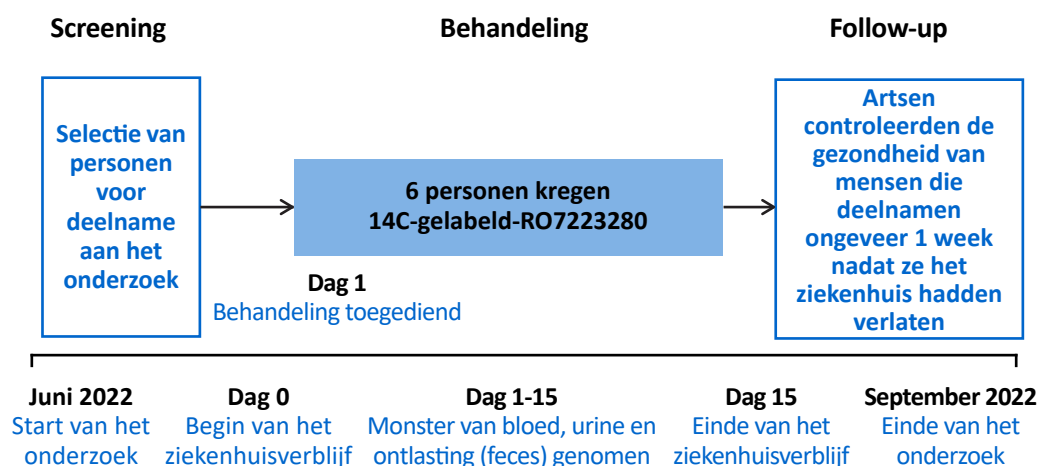 Screening
Behandeling
Follow-up
Selectie van
personen
voor
deelname
aan het
onderzoek
6 personen kregen
14C-gelabeld-RO7223280
Dag 1
Behandeling toegediend
Artsen
controleerden de
gezondheid van
mensen die
deelnamen
ongeveer 1 week
nadat ze het
ziekenhuis hadden
verlaten
Juni 2022
Start van het
onderzoek
Dag 0
Begin van het
ziekenhuisverblijf
Dag 1-15
Monster van bloed, urine en
ontlasting (feces) genomen
Dag 15
Einde van het
ziekenhuisverblijf
September 2022
Einde van het
onderzoek